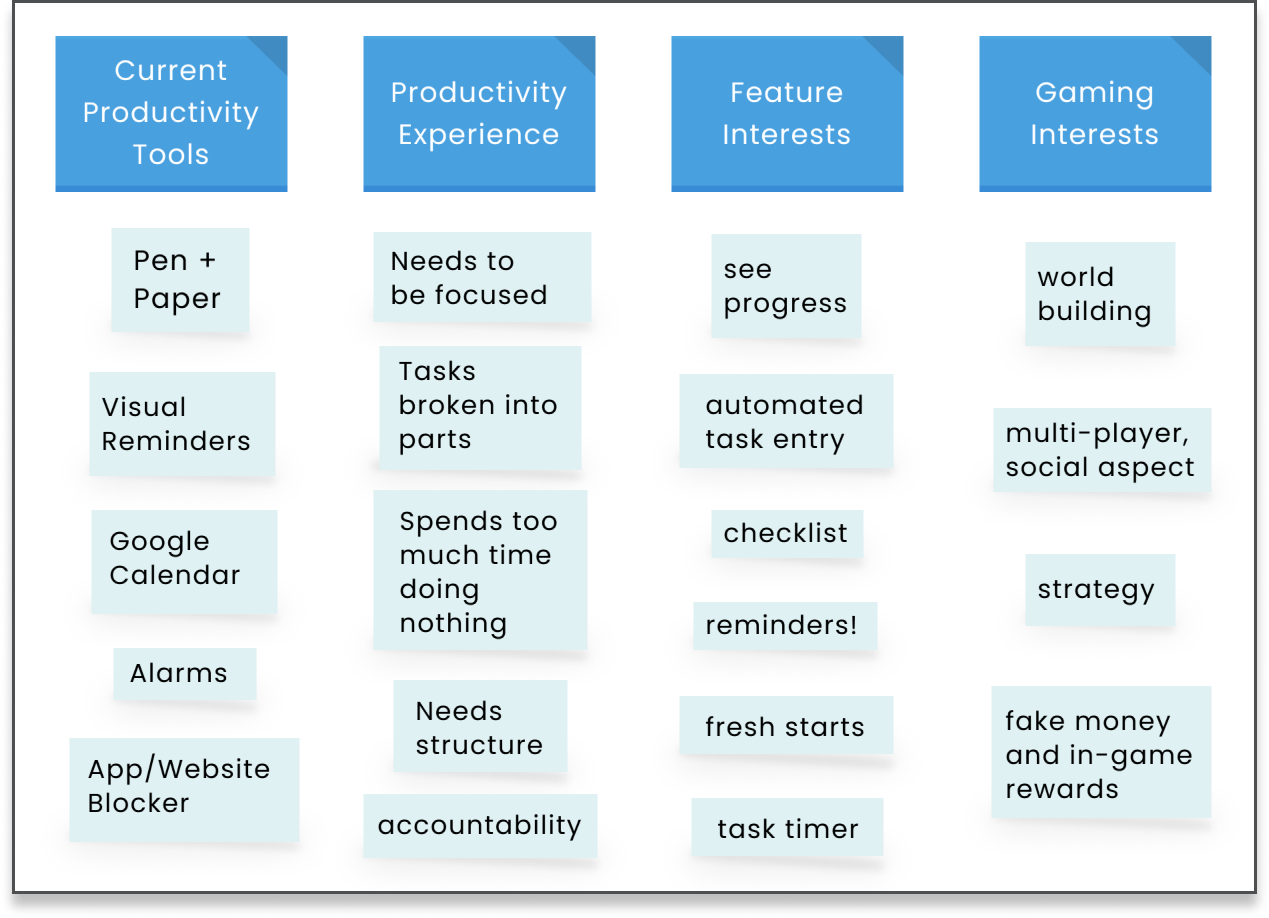 Current
Productivity
Tools
Pen +
Paper
Visual
Reminders
Google
Calendar
Alarms
App/Website
Blocker
Productivity
Experience
Needs to
be focused
Tasks
broken into
parts
Spends too
much time
doing
nothing
Needs
structure
accountability
Feature
Interests
see
progress
automated
task entry
checklist
reminders!
fresh starts
task timer
Gaming
Interests
world
building
multi-player,
social aspect
strategy
fake money
and in-game
rewards